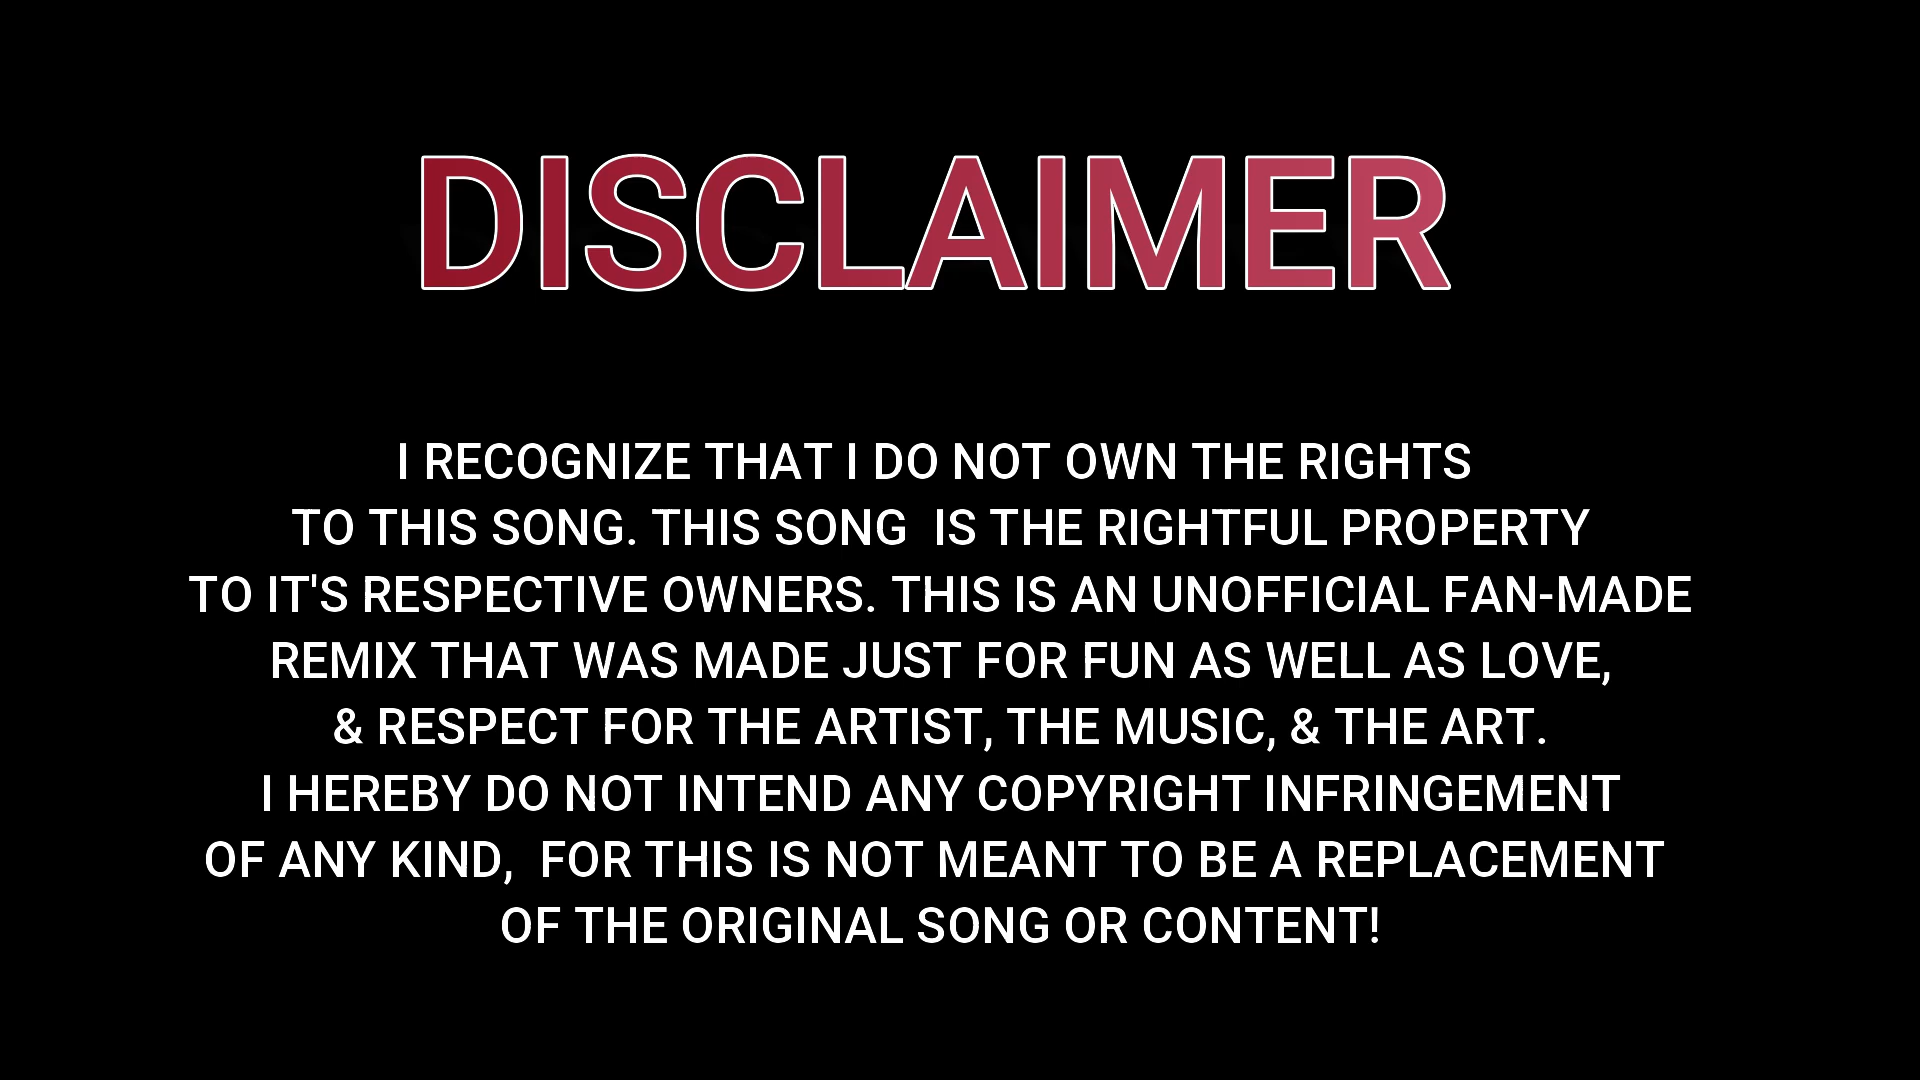 DISCLAIMER
I RECOGNIZE THAT I DO NOT OWN THE RIGHTS
TO THIS SONG. THIS SONG  IS THE RIGHTFUL PROPERTY
TO IT'S RESPECTIVE OWNERS. THIS IS AN UNOFFICIAL FAN-MADE
REMIX THAT WAS MADE JUST FOR FUN AS WELL AS LOVE,
& RESPECT FOR THE ARTIST, THE MUSIC, & THE ART.
I HEREBY DO NOT INTEND ANY COPYRIGHT INFRINGEMENT
OF ANY KIND,  FOR THIS IS NOT MEANT TO BE A REPLACEMENT
OF THE ORIGINAL SONG OR CONTENT!